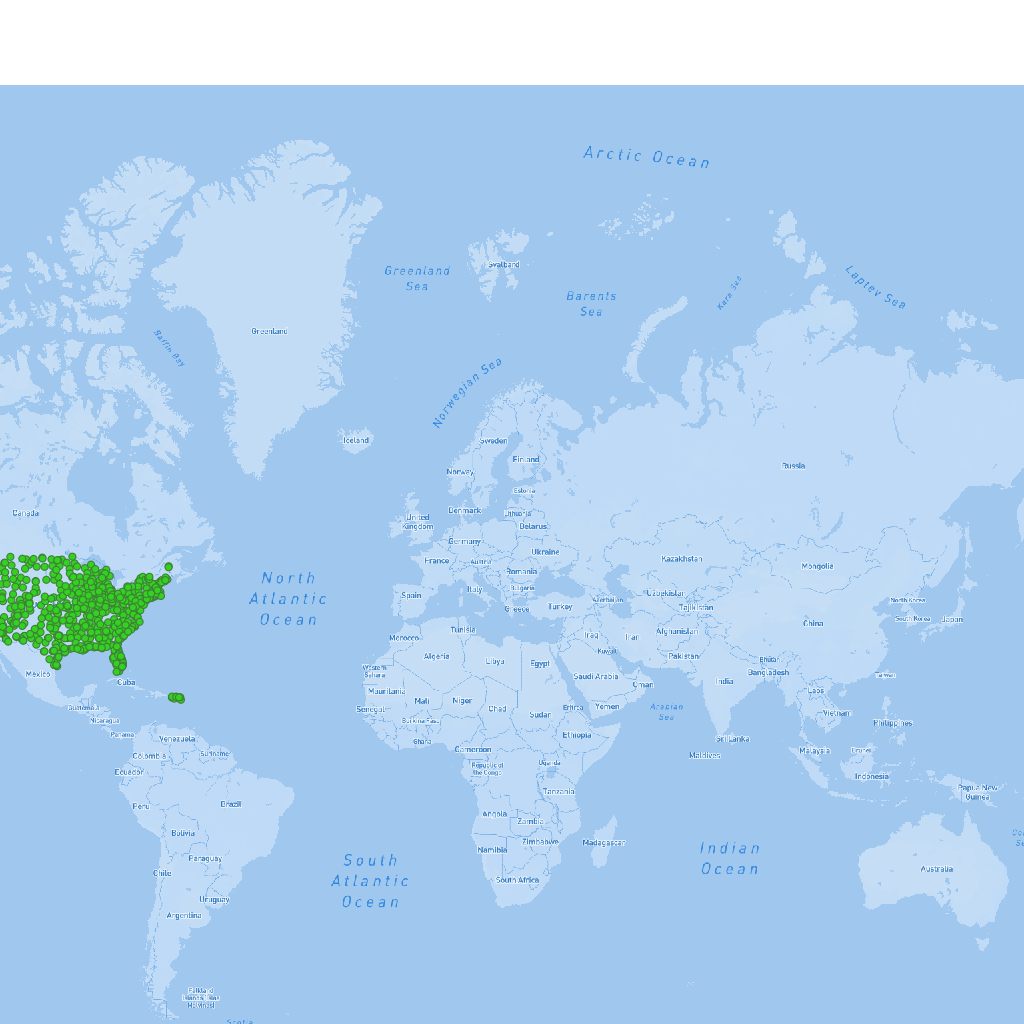 Arctic Ocean
Greenland
Sea
Svalbard
Barents
Sea
Kara Sea
Laptev Sea
Baffin Bay
Greenland
Norwegian Sea
Iceland
Sweden
Finland
Norway
Russia
Estonia
Canada
United
Kingdom
Denmark
Lithuania
Belarus
Germany
Ukraine
France
Austria
Kazakhstan
Mongolia
Romania
North
Atlantic
Ocean
Spain
Italy
Bulgaria
Greece
Turkey
Azerbaijan
Uzbekistan
Tajikistan
North Korea
South Korea
Japan
China
Morocco
Tunisia
Algeria
Libya
Egypt
Iraq
Iran
Kuwait
Afghanistan
Pakistan
Bhutan
Bangladesh
Taiwan
Western
Sahara
Mexico
Cuba
Saudi Arabia
Oman
India
Laos
Mauritania
Mali
Niger
Chad
Sudan
Eritrea
Yemen
Arabian
Sea
Guatemala
Nicaragua
Senegal
Burkina Faso
Vietnam
Philippines
Panama
Venezuela
Ghana
Ethiopia
Sri Lanka
Colombia
Suriname
Cameroon
Maldives
Malaysia
Brunei
Ecuador
Republic of
the Congo
Uganda
Indonesia
Peru
Brazil
Tanzania
Papua New
Guinea
Angola
Zambia
Bolivia
Zimbabwe
Madagascar
Namibia
Paraguay
Chile
South
Atlantic
Ocean
Indian
Ocean
South Africa
Australia
Uruguay
Argentina
Falkland
Islands (Islas
Malvinas)
Scotia